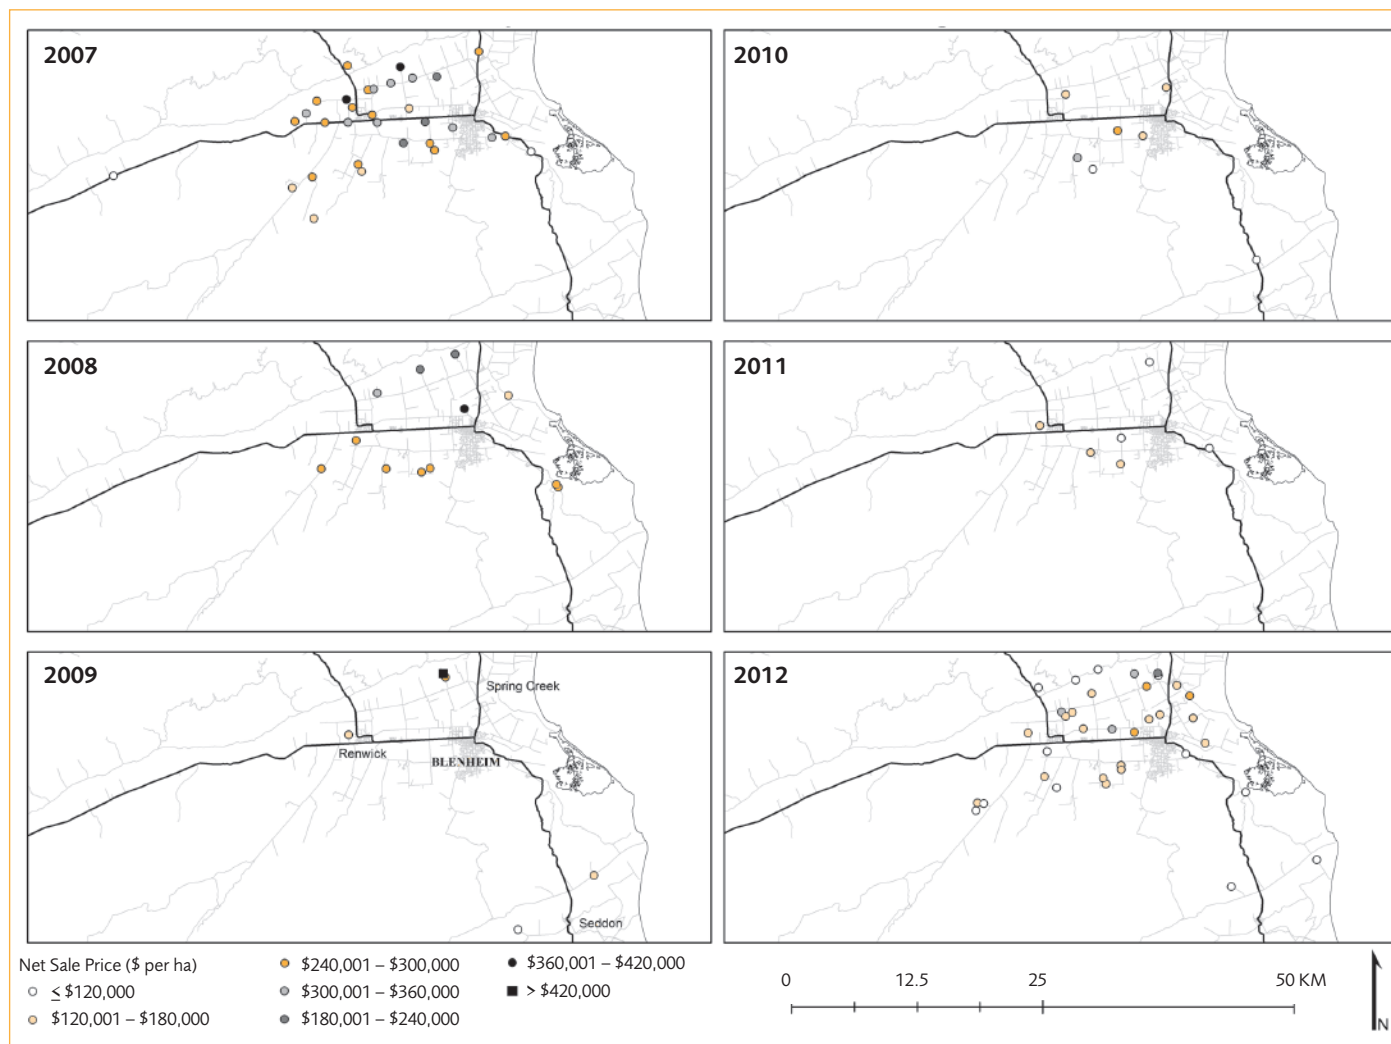 2007
2010
2008
2011
2009
Spring Creek
Renwick
BLENHEIM
Seddon
2012
Net Sale Price ($ per ha)
≤ $120,000
$120,001 – $180,000
$240,001 – $300,000
$300,001 – $360,000
$180,001 – $240,000
$360,001 – $420,000
> $420,000
0 12.5 25 50 KM
N